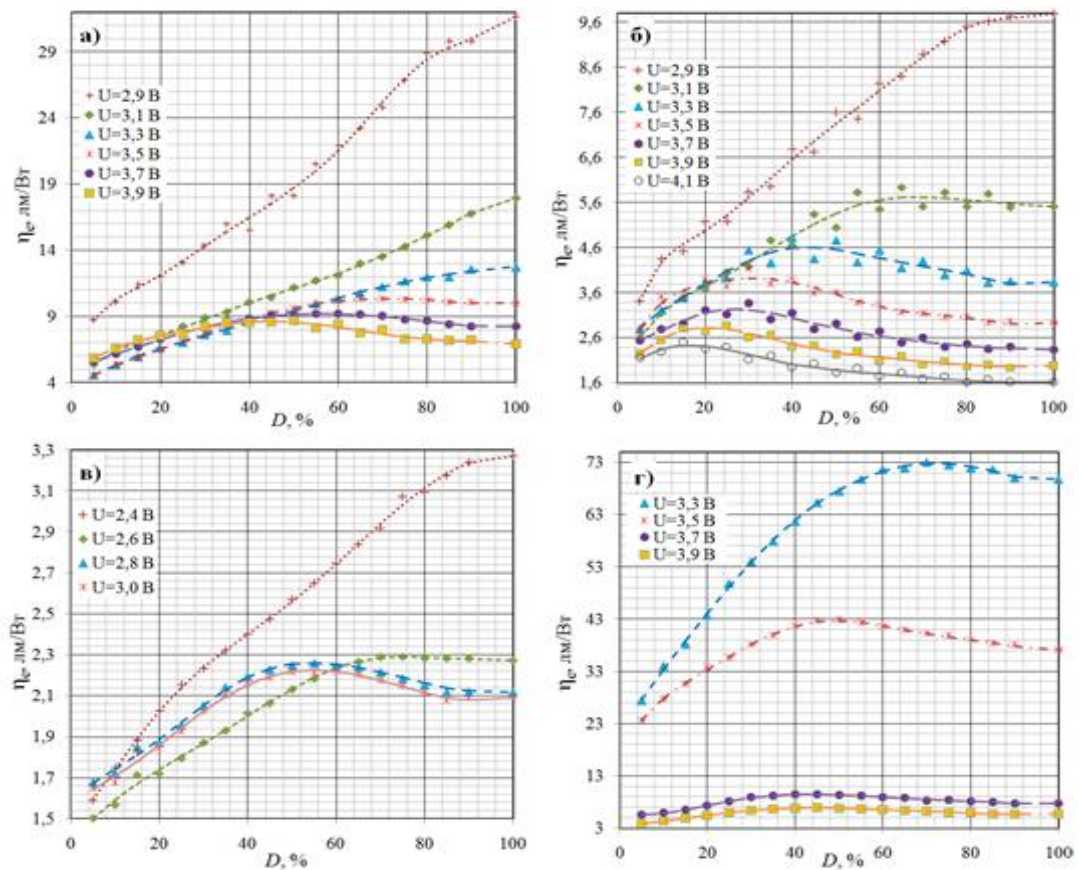 а)
29
24
19
14
9
4
ηe, лм/Вт
U=2,9 В
U=3,1 В
U=3,3 В
U=3,5 В
U=3,7 В
U=3,9 В
0 20 40 60 80 100
D, %
б)
9,6
8,6
7,6
6,6
5,6
4,6
3,6
2,6
1,6
ηe, лм/Вт
U=2,9 В
U=3,1 В
U=3,3 В
U=3,5 В
U=3,7 В
U=3,9 В
U=4,1 В
0 20 40 60 80 100
D, %
в)
3,3
3,1
2,9
2,7
2,5
2,3
2,1
1,9
1,7
1,5
ηe, лм/Вт
U=2,4 В
U=2,6 В
U=2,8 В
U=3,0 В
0 20 40 60 80 100
D, %
г)
73
63
53
43
33
23
13
3
ηe, лм/Вт
U=3,3 В
U=3,5 В
U=3,7 В
U=3,9 В
0 20 40 60 80 100
D, %